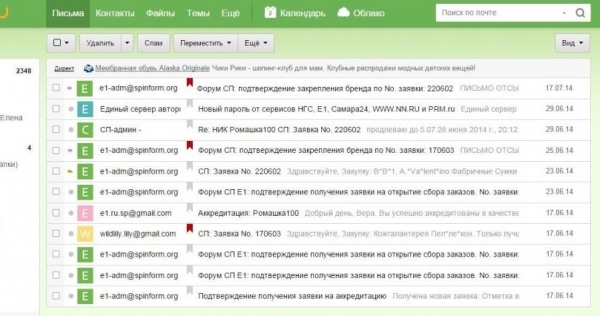 Письма Контакты Файлы Темы Ещё 2 Календарь Облако Поиск по почте
Удалить Спам Переместить Ещё Вид
Директ Мембранная обувь Alaska Originale Чики Рики - шопинг-клуб для мам. Клубные распродажи модных детских вещей!
2348
Елена
4
апки)
E e1-adm@spinform.org Форум СП: подтверждение закрепления бренда по No. заявки: 220602 ПИСЬМО ОТСЫ 17.07.14
E Единый сервер автори Новый пароль от сервисов НГС, E1, Самара24, WWW.NN.RU и PRM.ru Единый сервер 29.06.14
C СП-админ - Re: НИК Ромашка100 СП: Заявка No. 220602 продлеваю до 5.07 28 июня 2014 г., 20:12 29.06.14
E e1-adm@spinform.org Форум СП: подтверждение закрепления бренда по No. заявки: 170603 ПИСЬМО ОТСЫ 25.06.14
E e1-adm@spinform.org СП: Заявка No. 220602 Здравствуйте, Закупку: B*B*1, A.*Va*lent*ino Фабричные Сумки 23.06.14
E e1-adm@spinform.org Форум СП E1: подтверждение получения заявки на открытие сбора заказов. No. заявки
E e1.ru.sp@gmail.com Аккредитация: Ромашка100 Добрый день, Вера. Вы успешно аккредитованы в качестве 17.06.14
W wildlily.lily@gmail.com СП: Заявка No. 170603 Здравствуйте, Закупку: Кожгалантерея Пел*ле*кон. Только 17.06.14
E e1-adm@spinform.org Форум СП E1: подтверждение получения заявки на открытие сбора заказов. No. заявки 17.06.14
E e1-adm@spinform.org Форум СП E1: подтверждение получения заявки на открытие сбора заказов. No. заявки 17.06.14
E e1-adm@spinform.org Подтверждение получения заявки на аккредитацию Получена новая заявка: Отметка в 17.06.14